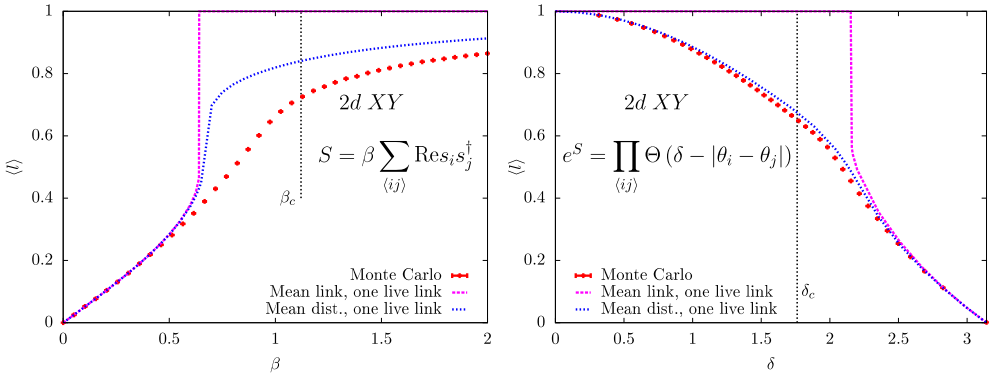 1
0.8
0.6
0.4
0.2
0
⟨l⟩
2d XY
S = β ∑⟨ij⟩ Re s_i s_j^†
β_c
Monte Carlo
Mean link, one live link
Mean dist., one live link
0 0.5 1 1.5 2
β
1
0.8
0.6
0.4
0.2
0
⟨l⟩
2d XY
e^S = ∏⟨ij⟩ Θ (δ − |θ_i − θ_j|)
δ_c
Monte Carlo
Mean link, one live link
Mean dist., one live link
0 0.5 1 1.5 2 2.5 3
δ